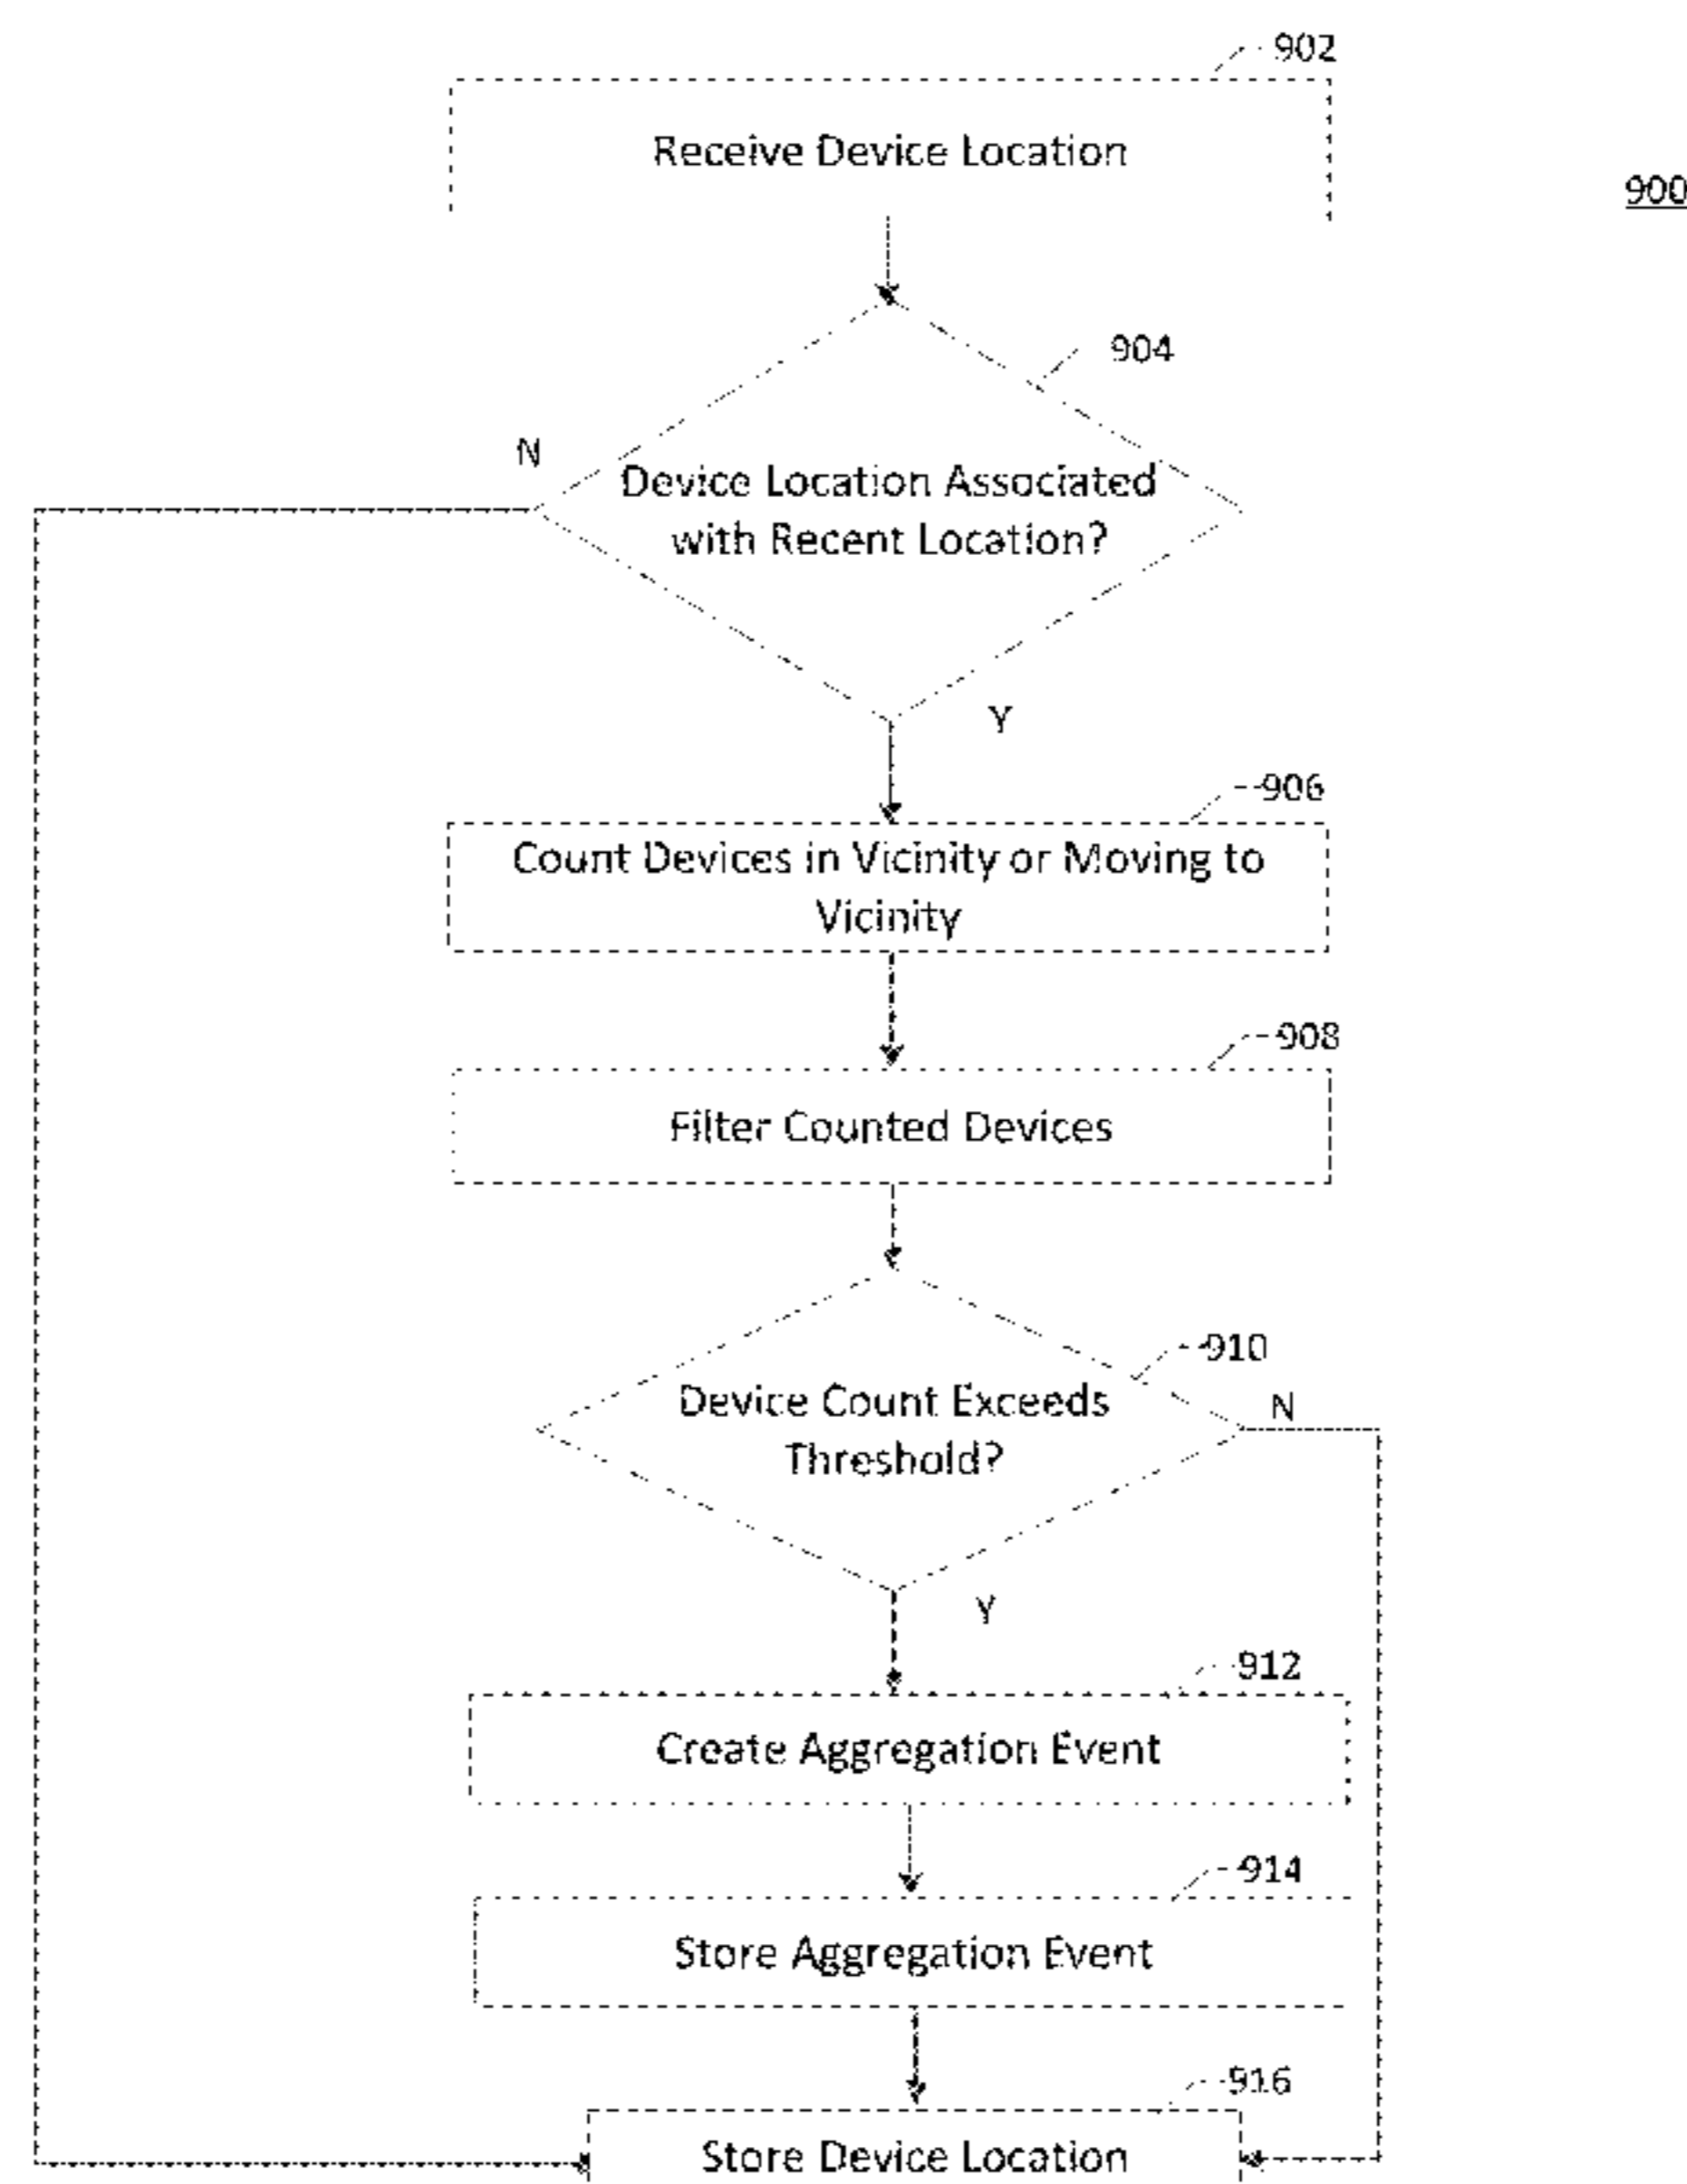 902
Receive Device Location
900
904
N
Device Location Associated
with Recent Location?
Y
906
Count Devices in Vicinity or Moving to
Vicinity
908
Filter Counted Devices
910
Device Count Exceeds
Threshold?
N
Y
912
Create Aggregation Event
914
Store Aggregation Event
916
Store Device Location